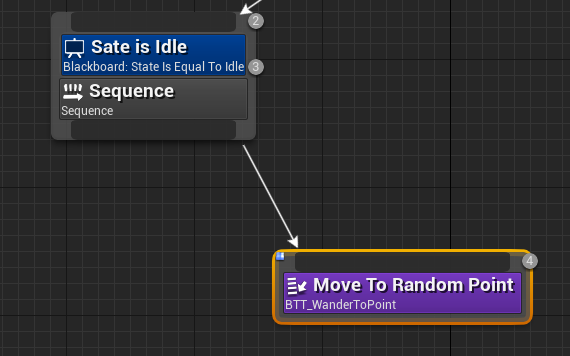 2
Sate is Idle
Blackboard: State Is Equal To Idle
3
Sequence
Sequence
4
Move To Random Point
BTT_WanderToPoint